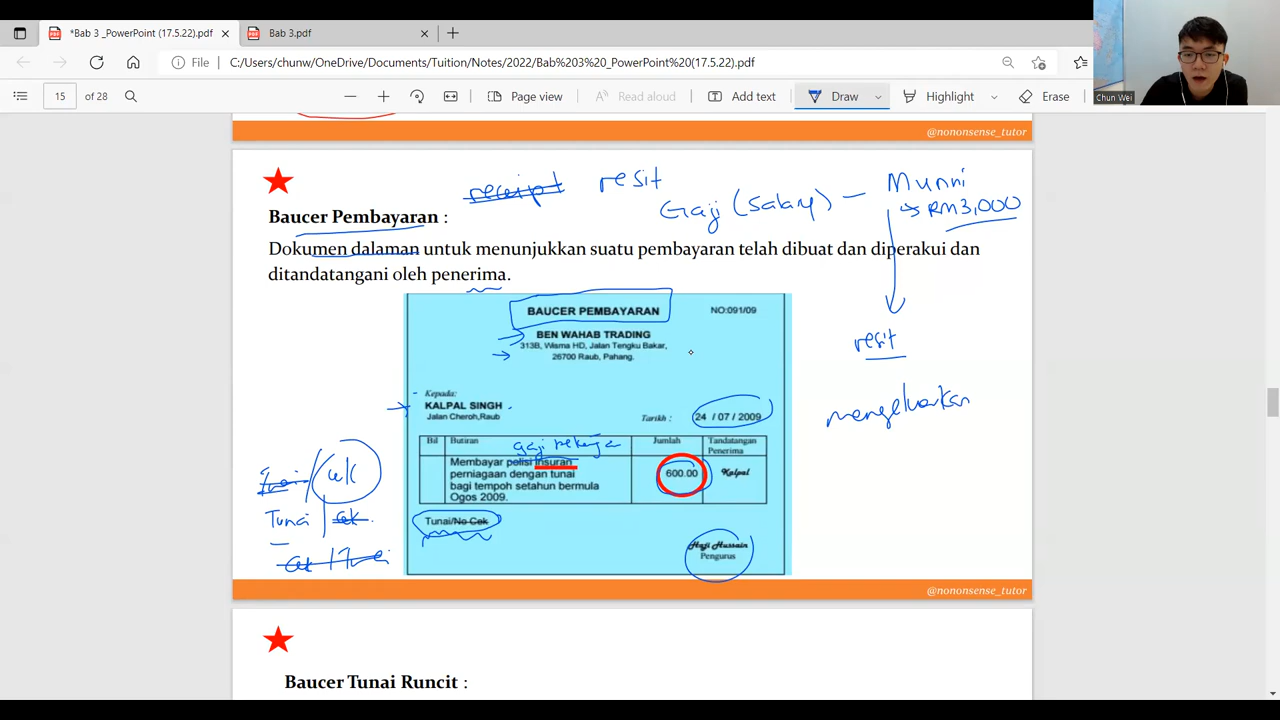 *Bab 3 _PowerPoint (17.5.22).pdf
Bab 3.pdf
File
C:/Users/chunw/OneDrive/Documents/Tuition/Notes/2022/Bab%203%20_PowerPoint%20(17.5.22).pdf
15 of 28
Page view
Read aloud
Add text
Draw
Highlight
Erase
Chun Wei
@nononsense_tutor
receipt resit
Gaji (salary) – Munni
→ RM3,000
Baucer Pembayaran :
Dokumen dalaman untuk menunjukkan suatu pembayaran telah dibuat dan diperakui dan
ditandatangani oleh penerima.
BAUCER PEMBAYARAN
NO:091/09
BEN WAHAB TRADING
313B, Wisma HD, Jalan Tengku Bakar,
26700 Raub, Pahang.
resit
Kepada:
KALPAL SINGH
Jalan Cheroh,Raub
Tarikh : 24 / 07 / 2009
mengeluarkan
Bil
Butiran
gaji pekerja
Jumlah
Tandatangan
Penerima
Membayar polisi insuran
perniagaan dengan tunai
bagi tempoh setahun bermula
Ogos 2009.
600.00
Kalpal
Tunai/No Cek
Haji Hussain
Pengurus
cek
Tunai cek
cek
@nononsense_tutor
Baucer Tunai Runcit :